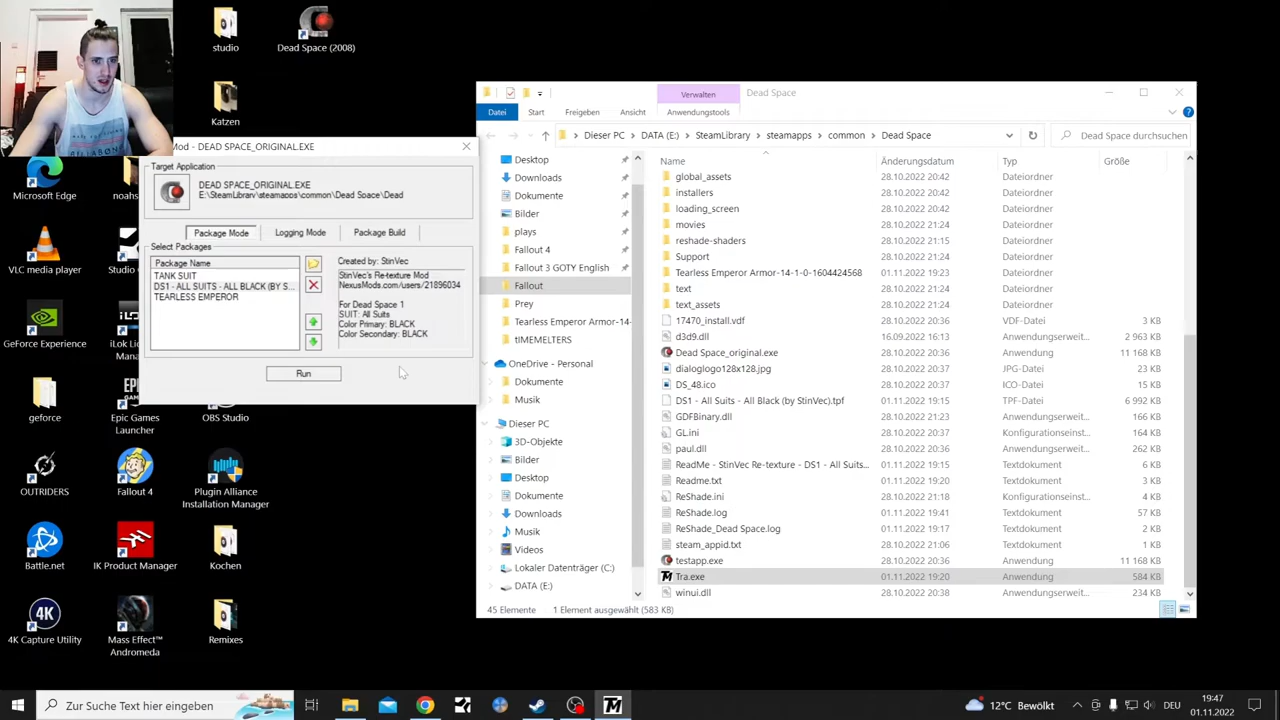 studio
Dead Space (2008)
Katzen
Microsoft Edge
noahs
VLC media player
Studio
GeForce Experience
iLok Lic
Man
geforce
Epic Games
Launcher
OBS Studio
OUTRIDERS
Fallout 4
Plugin Alliance
Installation Manager
Battle.net
IK Product Manager
Kochen
4K
4K Capture Utility
Mass Effect™
Andromeda
Remixes
Mod - DEAD SPACE_ORIGINAL.EXE
Target Application
DEAD SPACE_ORIGINAL.EXE
E:\SteamLibrary\steamapps\common\Dead Space\Dead
Package Mode
Logging Mode
Package Build
Select Packages
Package Name
TANK SUIT
DS1 - ALL SUITS - ALL BLACK (BY S...
TEARLESS EMPEROR
Created by: StinVec
StinVec's Re-texture Mod
NexusMods.com/users/21896034
For Dead Space 1
SUIT: All Suits
Color Primary: BLACK
Color Secondary: BLACK
Run
Verwalten
Dead Space
Datei
Start
Freigeben
Ansicht
Anwendungstools
Dieser PC > DATA (E:) > SteamLibrary > steamapps > common > Dead Space
Dead Space durchsuchen
Desktop
Downloads
Dokumente
Bilder
plays
Fallout 4
Fallout 3 GOTY English
Fallout
Prey
Tearless Emperor Armor-14-
tIMEMELTERS
OneDrive - Personal
Dokumente
Musik
Dieser PC
3D-Objekte
Bilder
Desktop
Dokumente
Downloads
Musik
Videos
Lokaler Datenträger (C:)
DATA (E:)
Name Änderungsdatum Typ Größe
global_assets 28.10.2022 20:42 Dateiordner
installers 28.10.2022 20:42 Dateiordner
loading_screen 28.10.2022 20:42 Dateiordner
movies 28.10.2022 20:42 Dateiordner
reshade-shaders 28.10.2022 21:14 Dateiordner
Support 28.10.2022 20:42 Dateiordner
Tearless Emperor Armor-14-1-0-1604424568 01.11.2022 19:23 Dateiordner
text 28.10.2022 20:42 Dateiordner
text_assets 28.10.2022 20:42 Dateiordner
17470_install.vdf 28.10.2022 20:36 VDF-Datei 3 KB
d3d9.dll 16.09.2022 16:13 Anwendungserweit... 2 963 KB
Dead Space_original.exe 28.10.2022 20:36 Anwendung 11 168 KB
dialoglogo128x128.jpg 28.10.2022 20:37 JPG-Datei 23 KB
DS_48.ico 28.10.2022 20:36 ICO-Datei 15 KB
DS1 - All Suits - All Black (by StinVec).tpf 01.11.2022 19:15 TPF-Datei 6 992 KB
GDFBinary.dll 28.10.2022 21:23 Anwendungserweit... 166 KB
GL.ini 28.10.2022 20:37 Konfigurationseinst... 4 KB
paul.dll 28.10.2022 20:36 Anwendungserweit... 262 KB
ReadMe - StinVec Re-texture - DS1 - All Suits... 01.11.2022 19:15 Textdokument 6 KB
Readme.txt 01.11.2022 19:15 Textdokument 3 KB
ReShade.ini 28.10.2022 21:18 Konfigurationseinst... 4 KB
ReShade.log 01.11.2022 19:41 Textdokument 57 KB
ReShade_Dead Space.log 01.11.2022 19:17 Textdokument 2 KB
steam_appid.txt 28.10.2022 21:06 Textdokument 1 KB
testapp.exe 28.10.2022 20:36 Anwendung 11 168 KB
Tra.exe 01.11.2022 19:20 Anwendung 584 KB
winui.dll 28.10.2022 20:38 Anwendungserweit... 234 KB
45 Elemente 1 Element ausgewählt (583 KB)
Zur Suche Text hier eingeben
12°C Bewölkt
DEU
19:47
01.11.2022